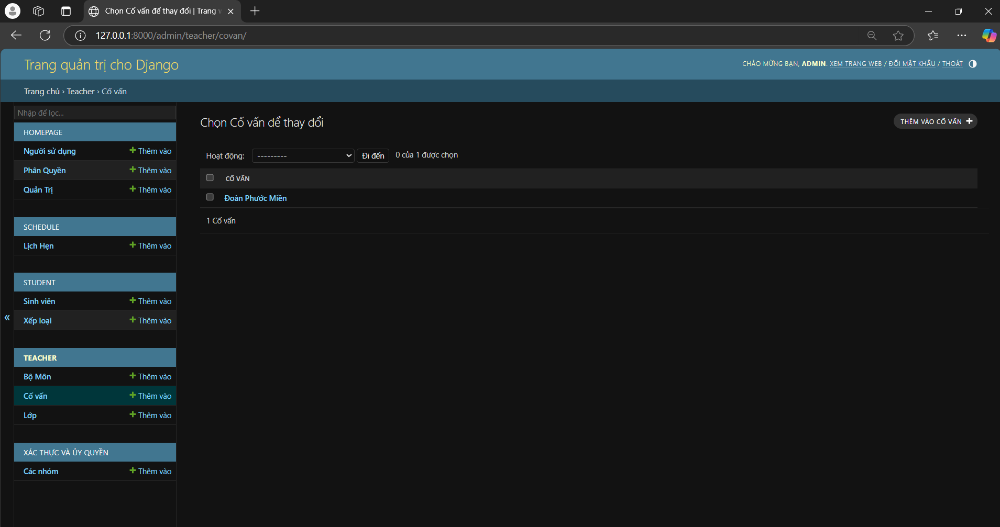 Chọn Cố vấn để thay đổi | Trang
127.0.0.1:8000/admin/teacher/covan/
Trang quản trị cho Django
CHÀO MỪNG BẠN, ADMIN. XEM TRANG WEB / ĐỔI MẬT KHẨU / THOÁT
Trang chủ › Teacher › Cố vấn
Nhập để lọc...
HOMEPAGE
Người sử dụng Thêm vào
Phân Quyền Thêm vào
Quản Trị Thêm vào
SCHEDULE
Lịch Hẹn Thêm vào
STUDENT
Sinh viên Thêm vào
Xếp loại Thêm vào
TEACHER
Bộ Môn Thêm vào
Cố vấn Thêm vào
Lớp Thêm vào
XÁC THỰC VÀ ỦY QUYỀN
Các nhóm Thêm vào
«
Chọn Cố vấn để thay đổi
THÊM VÀO CỐ VẤN
Hoạt động: --------- Đi đến 0 của 1 được chọn
CỐ VẤN
Đoàn Phước Miền
1 Cố vấn